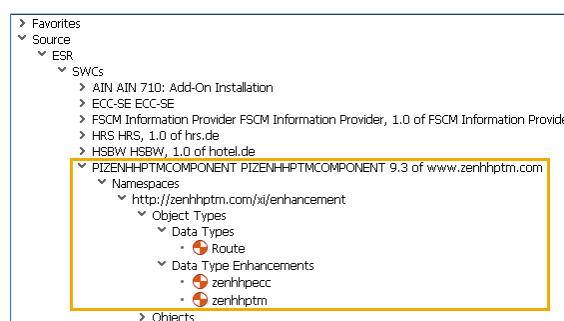 Favorites
Source
ESR
SWCs
AIN AIN 710: Add-On Installation
ECC-SE ECC-SE
FSCM Information Provider FSCM Information Provider, 1.0 of FSCM Information Provide
HRS HRS, 1.0 of hrs.de
HSBW HSBW, 1.0 of hotel.de
PIZENHHPTMCOMPONENT PIZENHHPTMCOMPONENT 9.3 of www.zenhhptm.com
Namespaces
http://zenhhptm.com/xi/enhancement
Object Types
Data Types
Route
Data Type Enhancements
zenhhpecc
zenhhptm
Objects